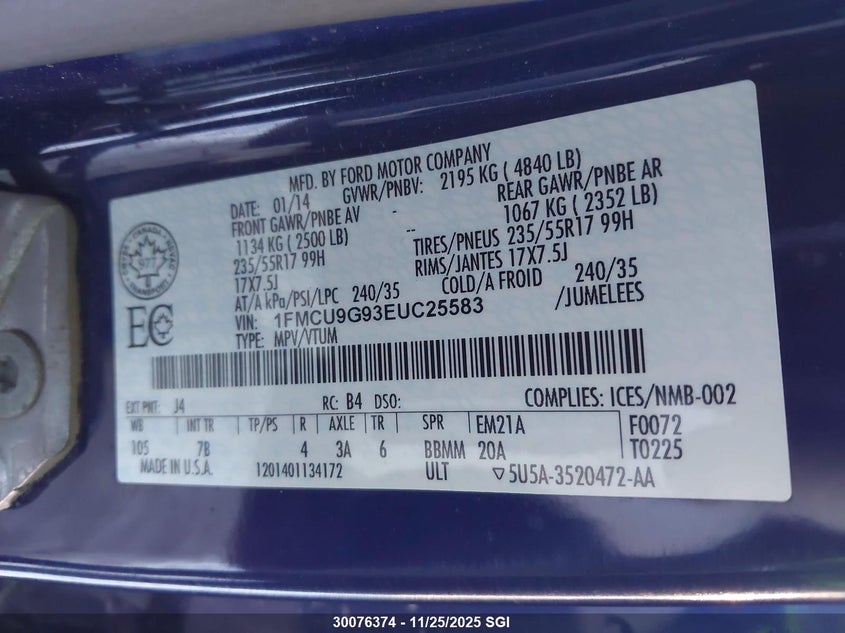 MFD. BY FORD MOTOR COMPANY
DATE: 01/14 GVWR/PNBV: 2195 KG ( 4840 LB)
FRONT GAWR/PNBE AV - REAR GAWR/PNBE AR
1134 KG ( 2500 LB) -- 1067 KG ( 2352 LB)
235/55R17 99H TIRES/PNEUS 235/55R17 99H
17X7.5J RIMS/JANTES 17X7.5J
AT/A kPa/PSI/LPC 240/35 COLD/A FROID 240/35
VIN: 1FMCU9G93EUC25583 /JUMELEES
TYPE: MPV/VTUM
EC
EXT PNT: J4 RC: B4 DSO: COMPLIES: ICES/NMB-002
WB INT TR TP/PS R AXLE TR SPR EM21A F0072
105 7B 4 3A 6 BBMM 20A T0225
MADE IN U.S.A. 1201401134172 ULT ▽5U5A-3520472-AA
30076374 - 11/25/2025 SGI